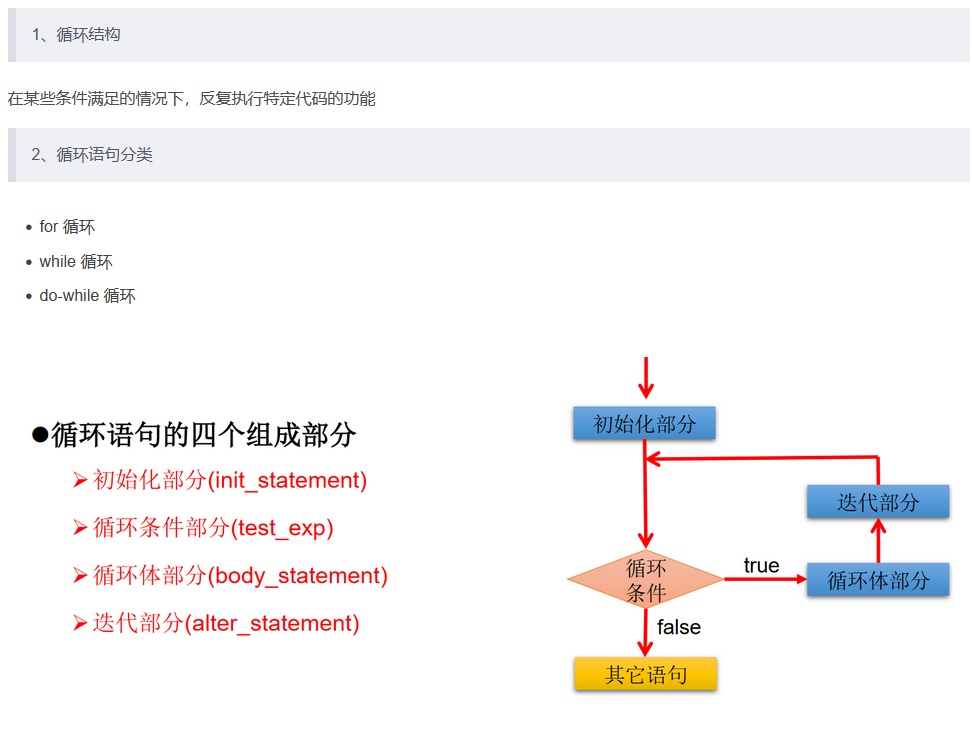 1、循环结构
在某些条件满足的情况下，反复执行特定代码的功能
2、循环语句分类
• for 循环
• while 循环
• do-while 循环
●循环语句的四个组成部分
➢初始化部分(init_statement)
➢循环条件部分(test_exp)
➢循环体部分(body_statement)
➢迭代部分(alter_statement)
初始化部分
迭代部分
循环
条件
true
循环体部分
false
其它语句